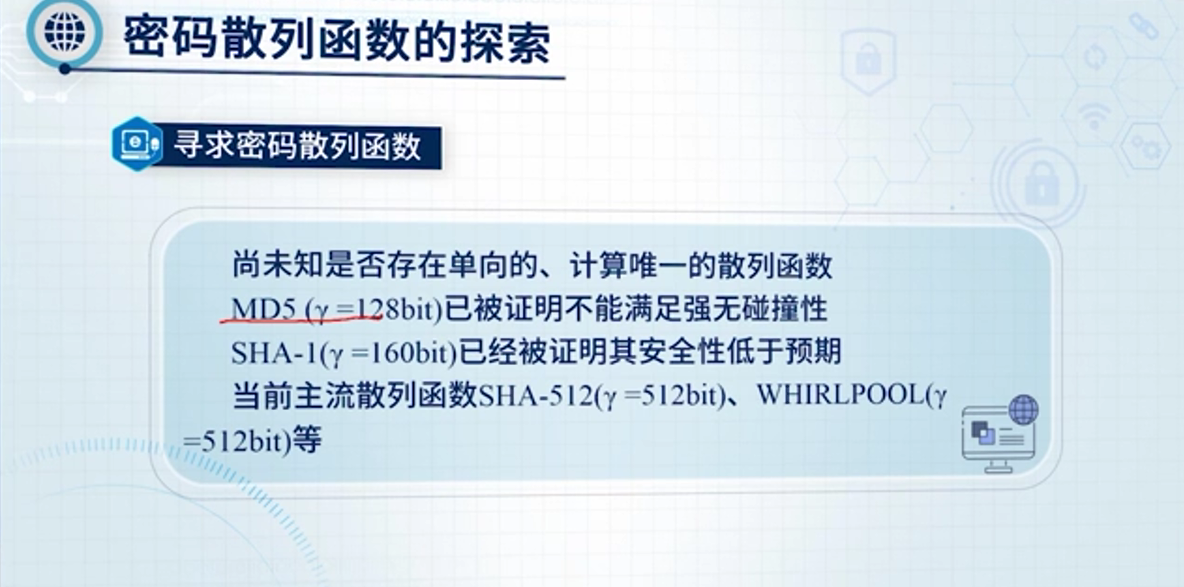 密码散列函数的探索
寻求密码散列函数
尚未知是否存在单向的、计算唯一的散列函数
MD5 (γ =128bit)已被证明不能满足强无碰撞性
SHA-1(γ =160bit)已经被证明其安全性低于预期
当前主流散列函数SHA-512(γ =512bit)、WHIRLPOOL(γ
=512bit)等